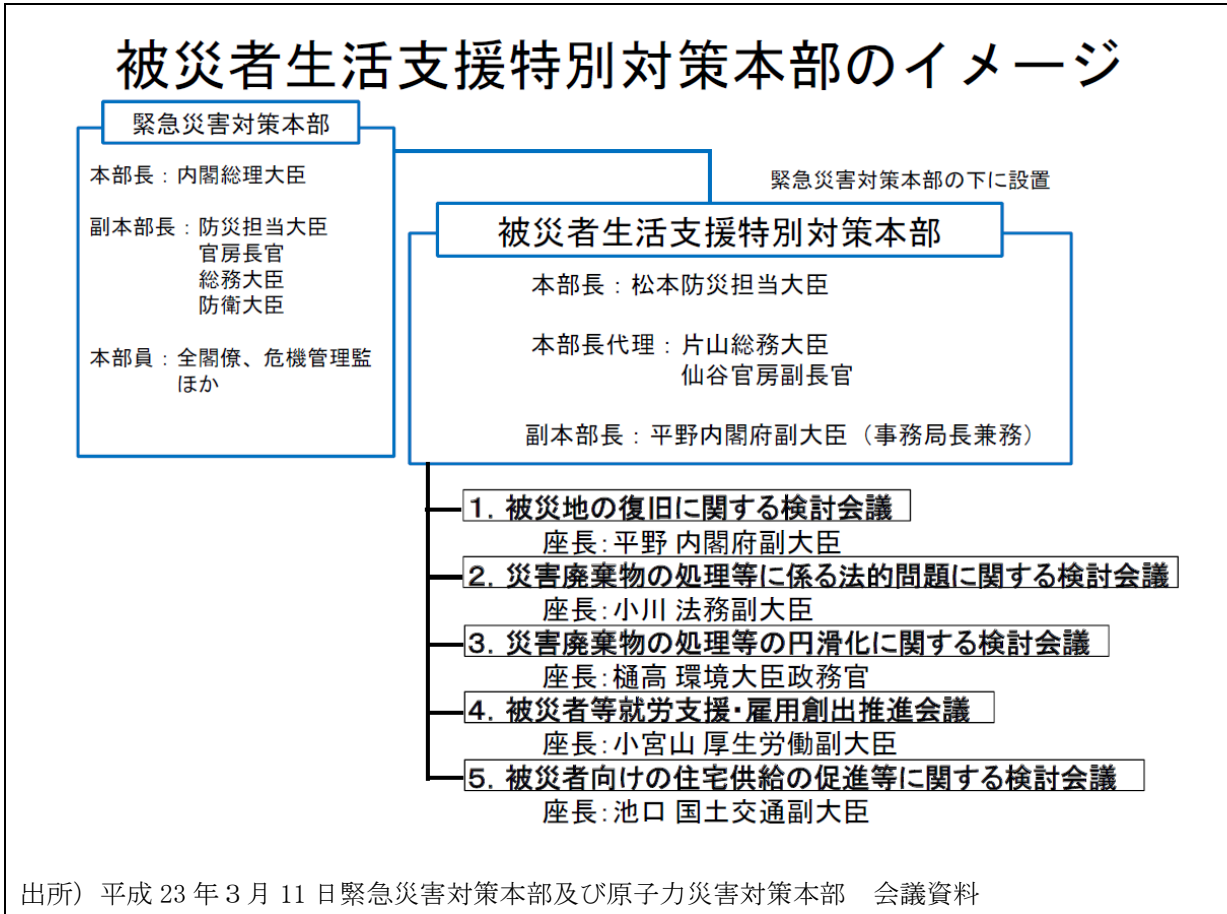 被災者生活支援特別対策本部のイメージ
緊急災害対策本部
本部長：内閣総理大臣
副本部長：防災担当大臣
官房長官
総務大臣
防衛大臣
本部員：全閣僚、危機管理監
ほか
緊急災害対策本部の下に設置
被災者生活支援特別対策本部
本部長：松本防災担当大臣
本部長代理：片山総務大臣
仙谷官房副長官
副本部長：平野内閣府副大臣（事務局長兼務）
1．被災地の復旧に関する検討会議
座長：平野 内閣府副大臣
2．災害廃棄物の処理等に係る法的問題に関する検討会議
座長：小川 法務副大臣
3．災害廃棄物の処理等の円滑化に関する検討会議
座長：樋高 環境大臣政務官
4．被災者等就労支援・雇用創出推進会議
座長：小宮山 厚生労働副大臣
5．被災者向けの住宅供給の促進等に関する検討会議
座長：池口 国土交通副大臣
出所）平成 23 年３月 11 日緊急災害対策本部及び原子力災害対策本部　会議資料